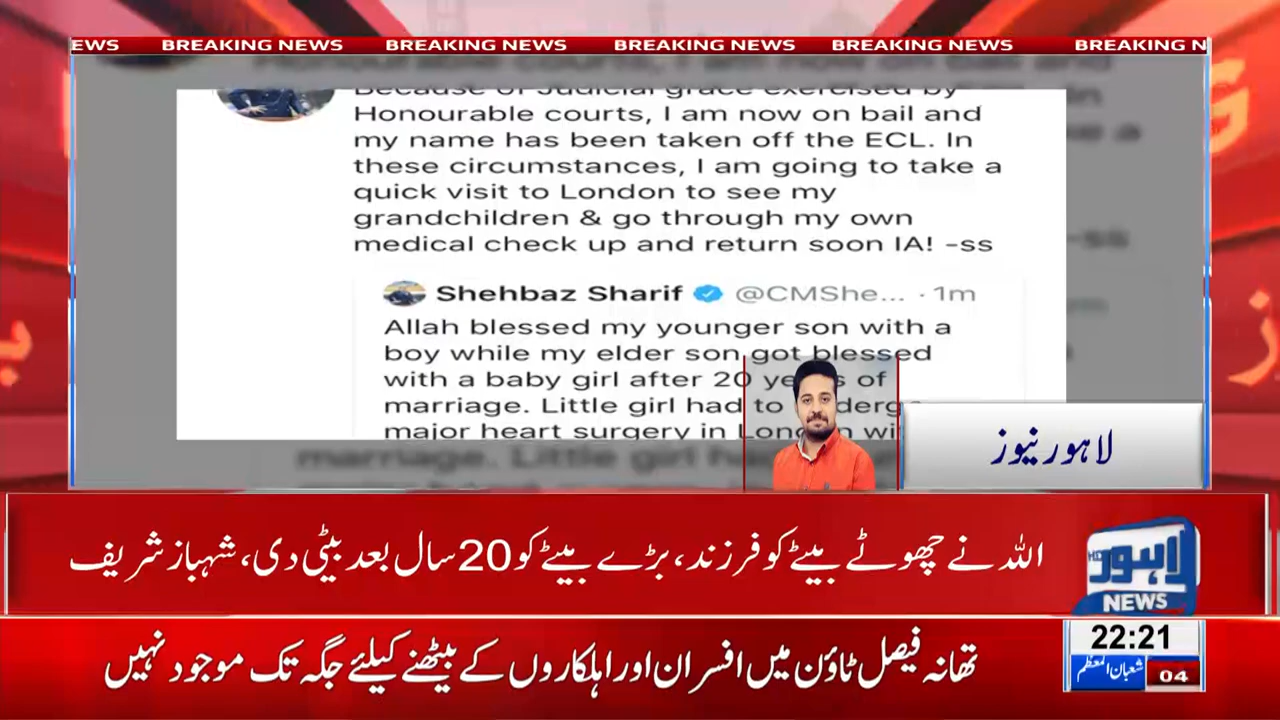 EWS BREAKING NEWS BREAKING NEWS BREAKING NEWS BREAKING NEWS BREAKING N
Because of Judicial grace exercised by
Honourable courts, I am now on bail and
my name has been taken off the ECL. In
these circumstances, I am going to take a
quick visit to London to see my
grandchildren & go through my own
medical check up and return soon IA! -ss
Shehbaz Sharif @CMShe... · 1m
Allah blessed my younger son with a
boy while my elder son got blessed
with a baby girl after 20 years of
marriage. Little girl had to
major heart surgery in
لاہور نیوز
اللہ نے چھوٹے بیٹے کو فرزند، بڑے بیٹے کو 20 سال بعد بیٹی دی، شہباز شریف
لاہور
HD
NEWS
تھانہ فیصل ٹاؤن میں افسران اور اہلکاروں کے بیٹھنے کیلئے جگہ تک موجود نہیں
22:21
شعبان المعظم 04